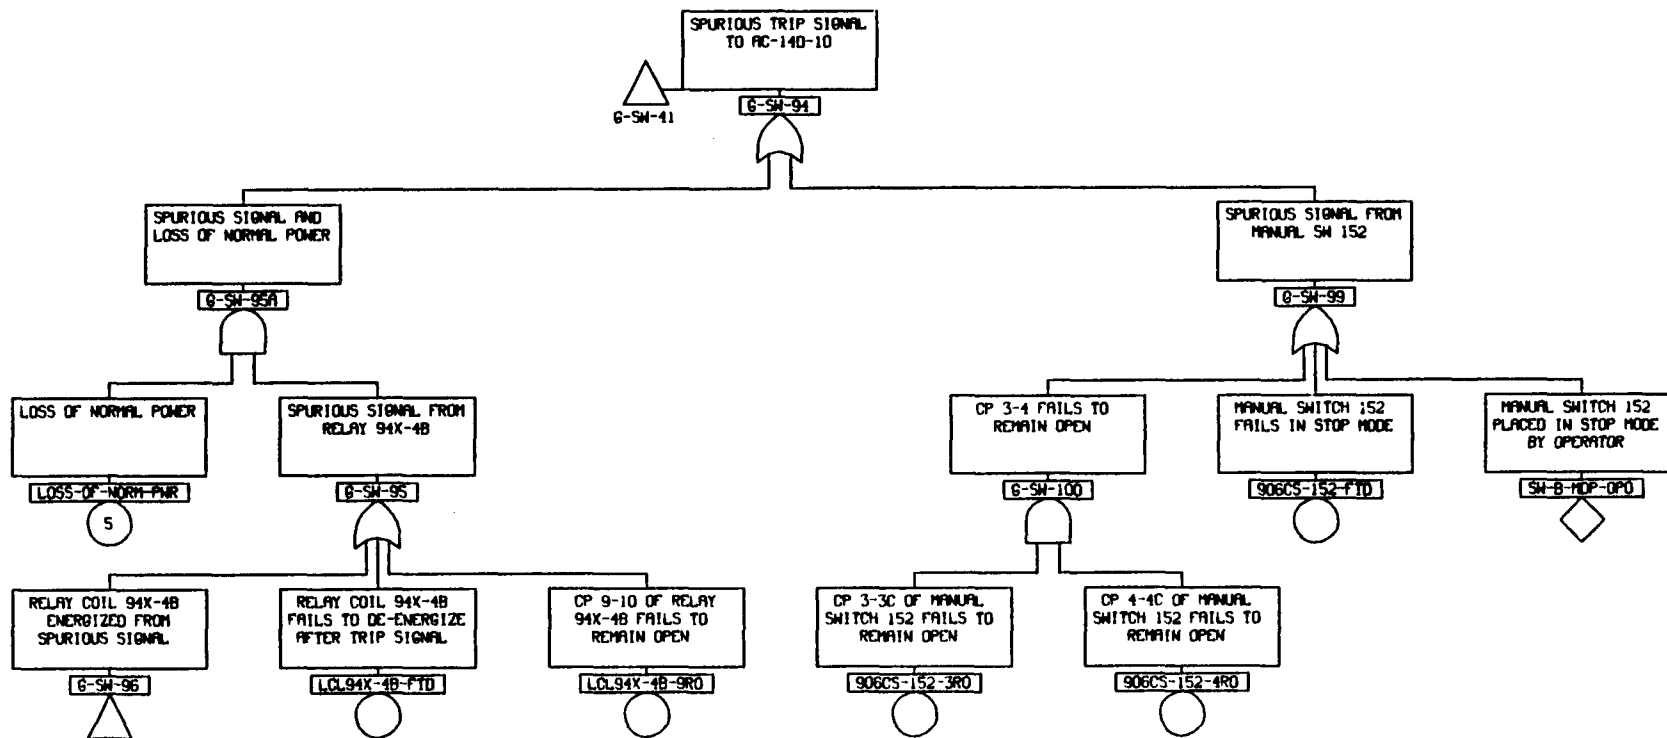 SPURIOUS TRIP SIGNAL
TO AC-14D-10
G-SW-41
G-SW-94
SPURIOUS SIGNAL AND
LOSS OF NORMAL POWER
G-SW-95A
SPURIOUS SIGNAL FROM
MANUAL SW 152
G-SW-99
LOSS OF NORMAL POWER
LOSS-OF-NORM-PWR
5
SPURIOUS SIGNAL FROM
RELAY 94X-4B
G-SW-95
CP 3-4 FAILS TO
REMAIN OPEN
G-SW-100
MANUAL SWITCH 152
FAILS IN STOP MODE
906CS-152-FTD
MANUAL SWITCH 152
PLACED IN STOP MODE
BY OPERATOR
SW-B-MDP-OPO
RELAY COIL 94X-4B
ENERGIZED FROM
SPURIOUS SIGNAL
G-SW-96
RELAY COIL 94X-4B
FAILS TO DE-ENERGIZE
AFTER TRIP SIGNAL
LCL94X-4B-FTD
CP 9-10 OF RELAY
94X-4B FAILS TO
REMAIN OPEN
LCL94X-4B-9RO
CP 3-3C OF MANUAL
SWITCH 152 FAILS TO
REMAIN OPEN
906CS-152-3RO
CP 4-4C OF MANUAL
SWITCH 152 FAILS TO
REMAIN OPEN
906CS-152-4RO